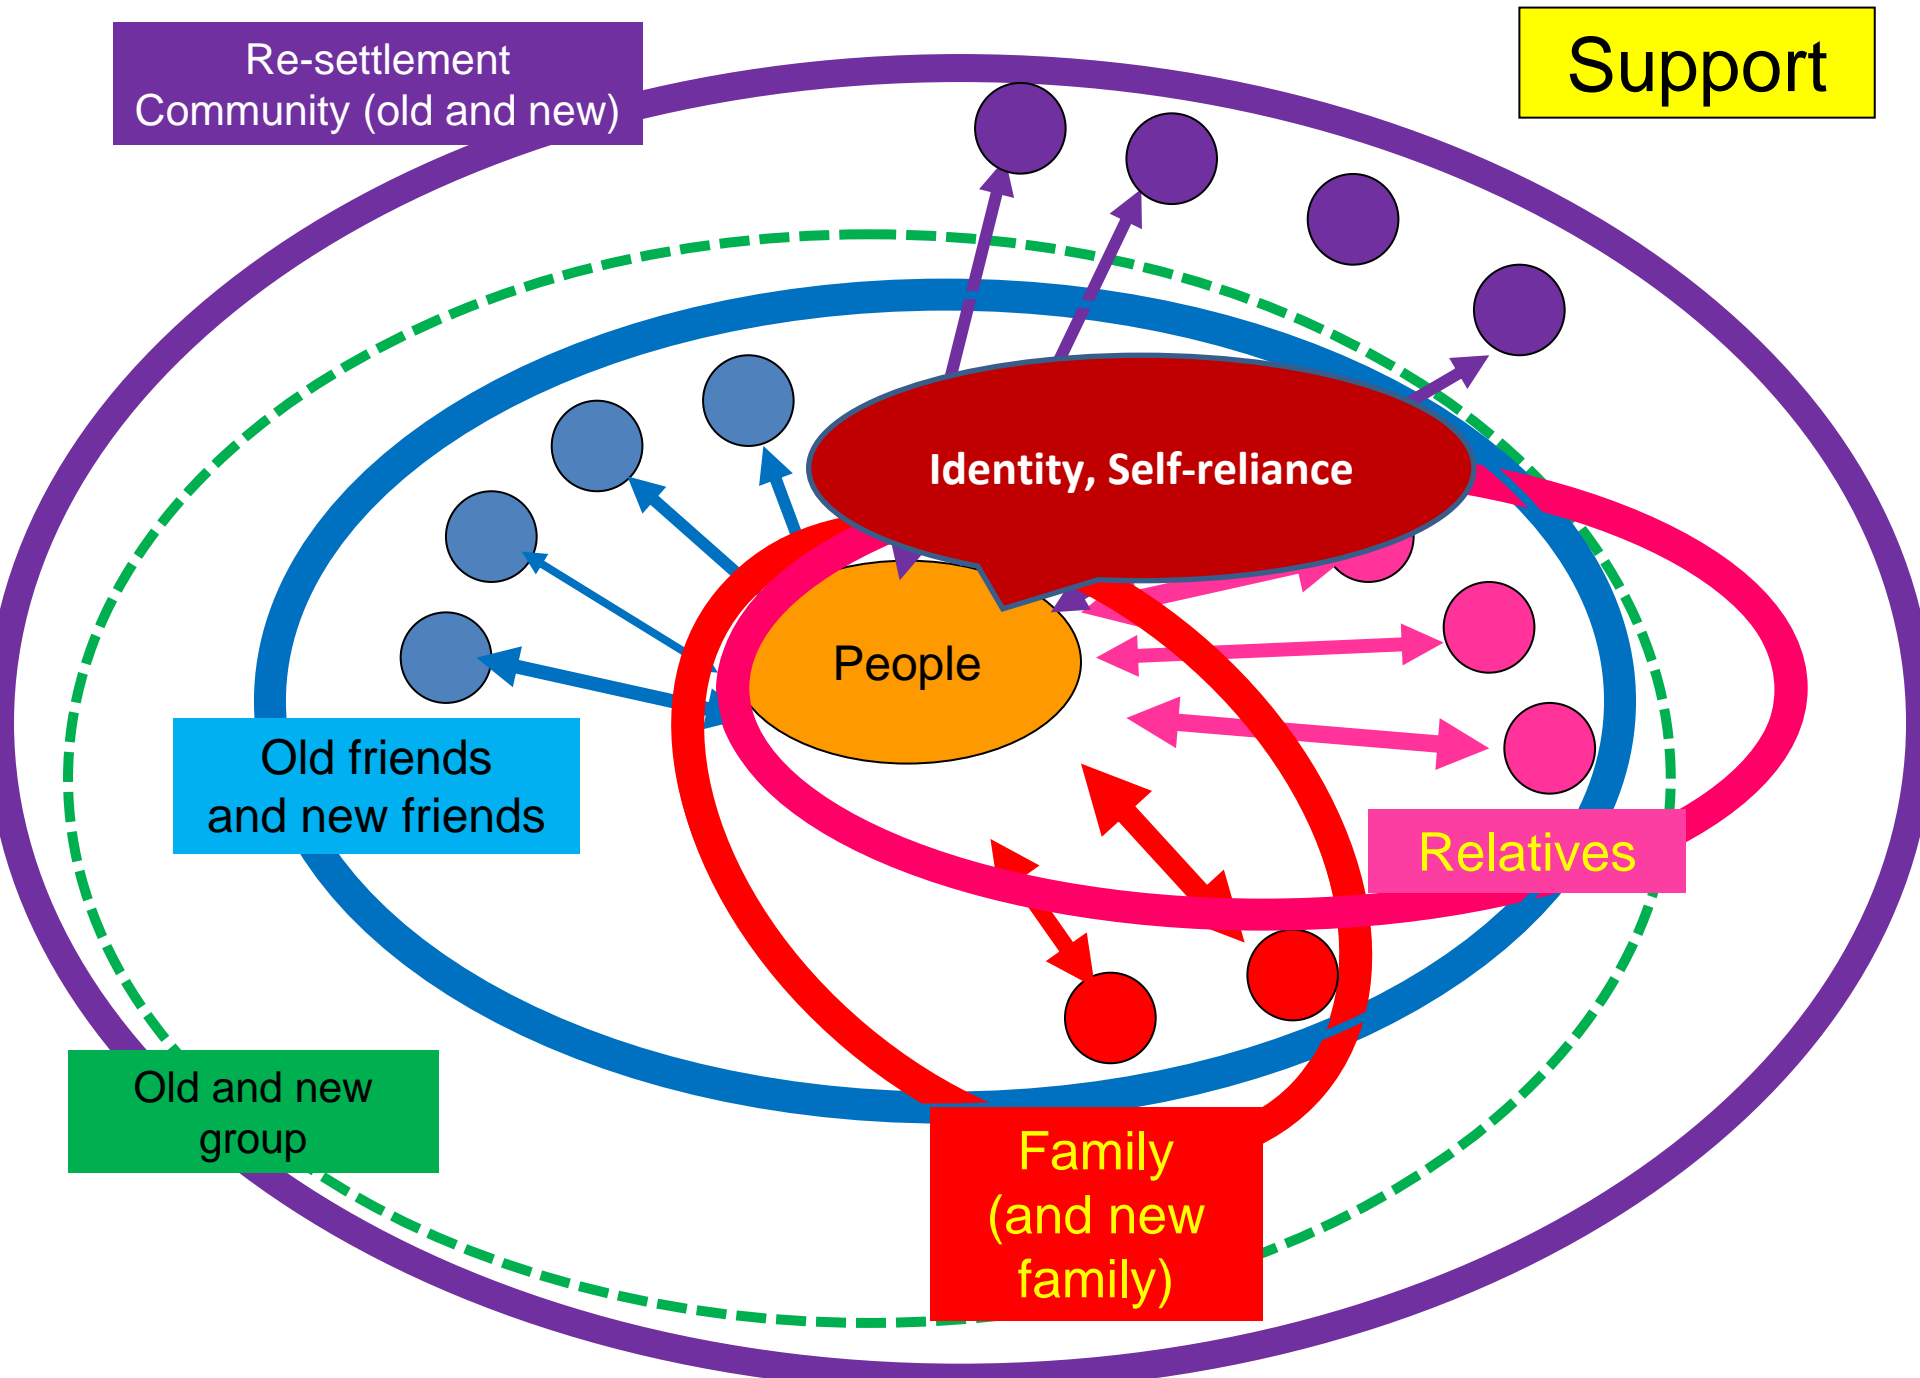 Re-settlement
Community (old and new)
Support
Identity, Self-reliance
People
Old friends
and new friends
Relatives
Old and new
group
Family
(and new
family)